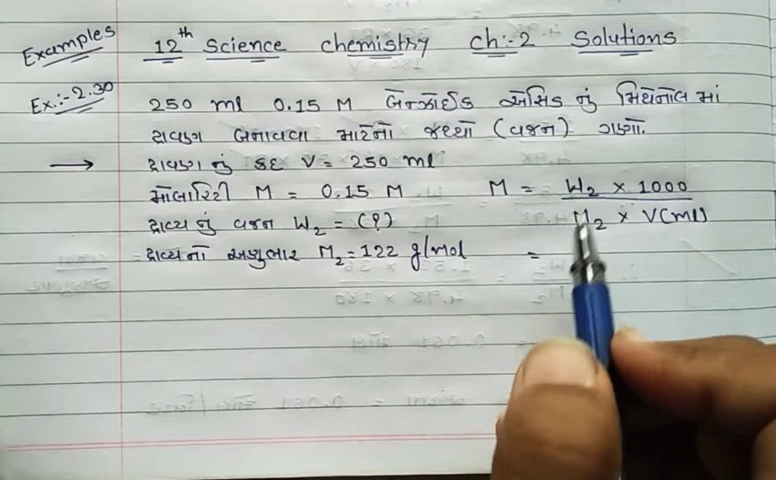 Examples 12th Science chemistry ch:-2 Solutions
Ex:-2.30 250 ml 0.15 M બેન્ઝોઈક એસિડ નું મિથેનોલ માં
દ્રાવણ બનાવવા માટેનો જથ્થો (વજન) ગણો.
→ દ્રાવણ નું કદ V = 250 ml
મોલારિટી M = 0.15 M M = W₂ × 1000
દ્રાવ્ય નું વજન W₂ = (?) M₂ × V(ml)
દ્રાવ્યનો અણુભાર M₂ = 122 g/mol =